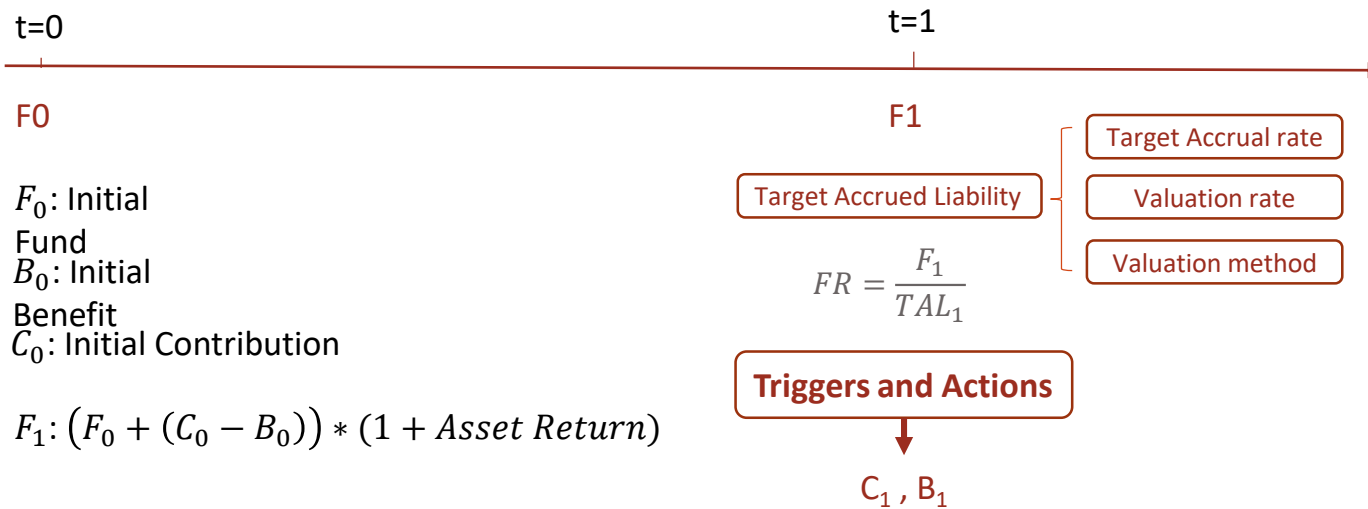 t=0
t=1
F0
F1
Target Accrual rate
Target Accrued Liability
Valuation rate
Valuation method
F₀: Initial
Fund
B₀: Initial
Benefit
C₀: Initial Contribution
FR = F₁ / TAL₁
Triggers and Actions
F₁: (F₀ + (C₀ − B₀)) ∗ (1 + Asset Return)
C₁ , B₁